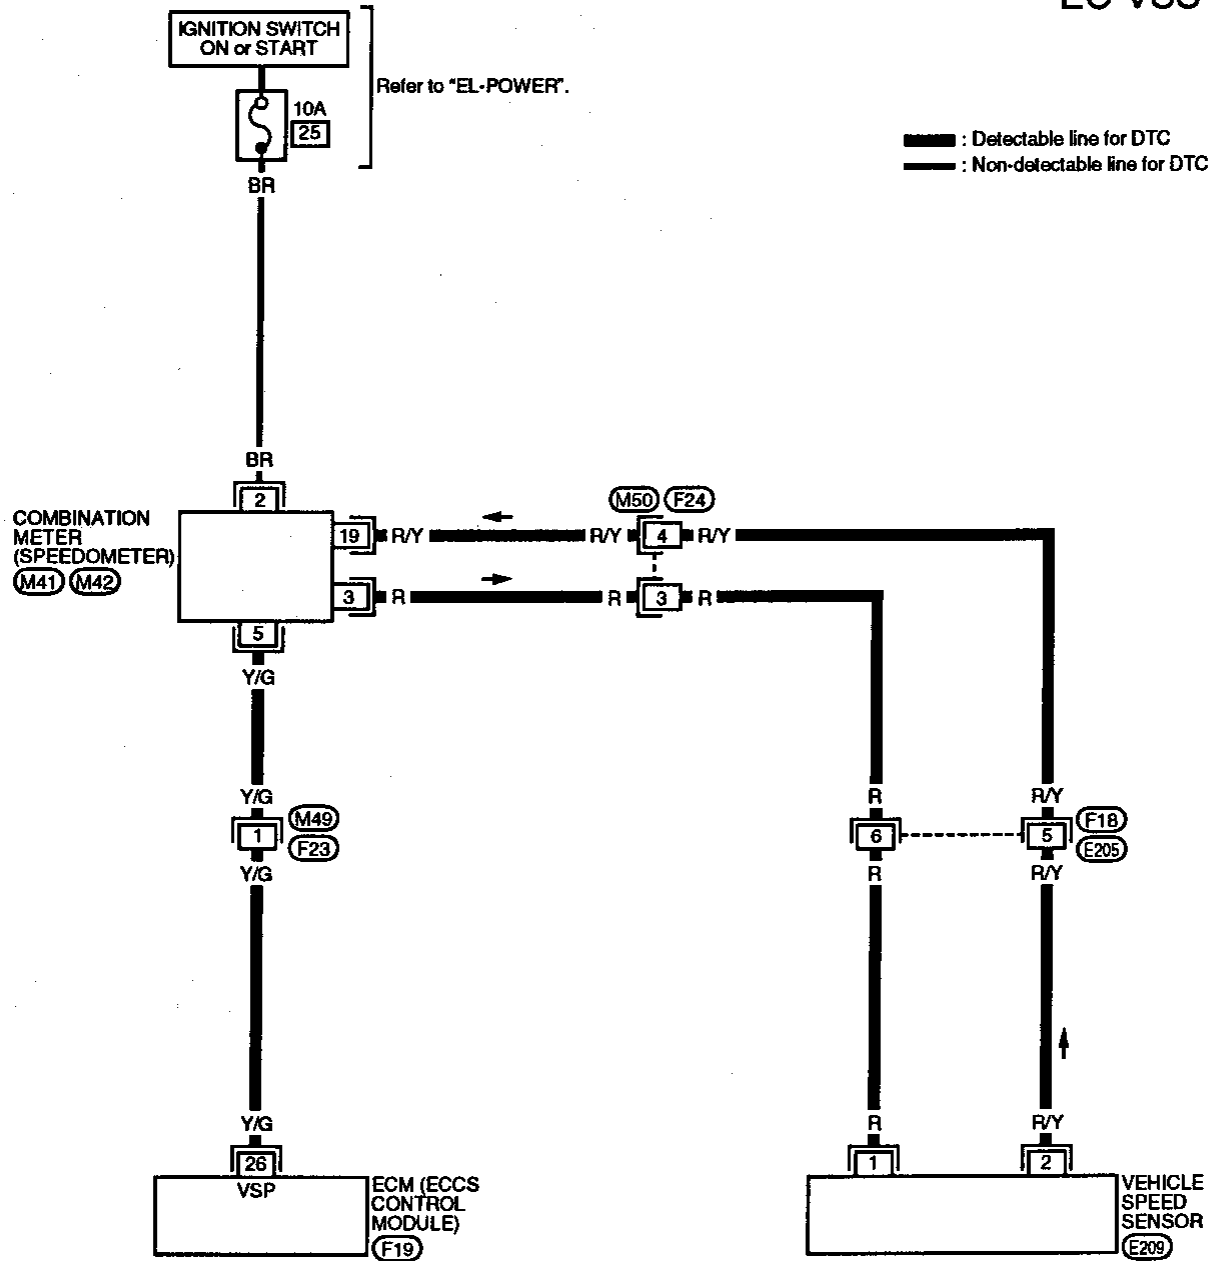 IGNITION SWITCH
ON or START
Refer to "EL-POWER".
10A
25
BR
: Detectable line for DTC
: Non-detectable line for DTC
BR
2
COMBINATION
METER
(SPEEDOMETER)
M41 M42
19 R/Y R/Y 4 R/Y
M50 F24
3 R R 3 R
5
Y/G
Y/G
1
M49
F23
Y/G
R
6
R
R/Y
5
F18
E205
R/Y
Y/G
26
VSP
ECM (ECCS
CONTROL
MODULE)
F19
R
1
R/Y
2
VEHICLE
SPEED
SENSOR
E209